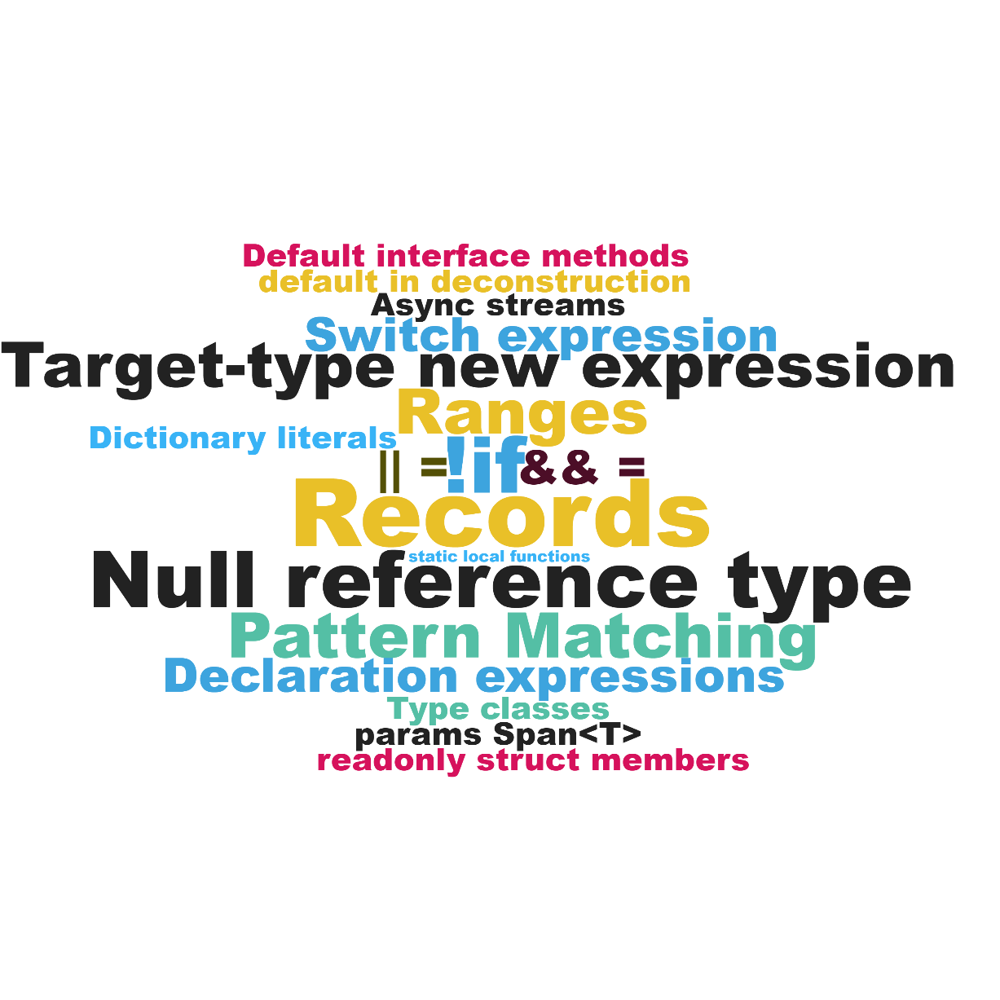 Default interface methods
default in deconstruction
Async streams
Switch expression
Target-type new expression
Ranges
Dictionary literals
|| =
!if
&& =
Records
static local functions
Null reference type
Pattern Matching
Declaration expressions
Type classes
params Span<T>
readonly struct members